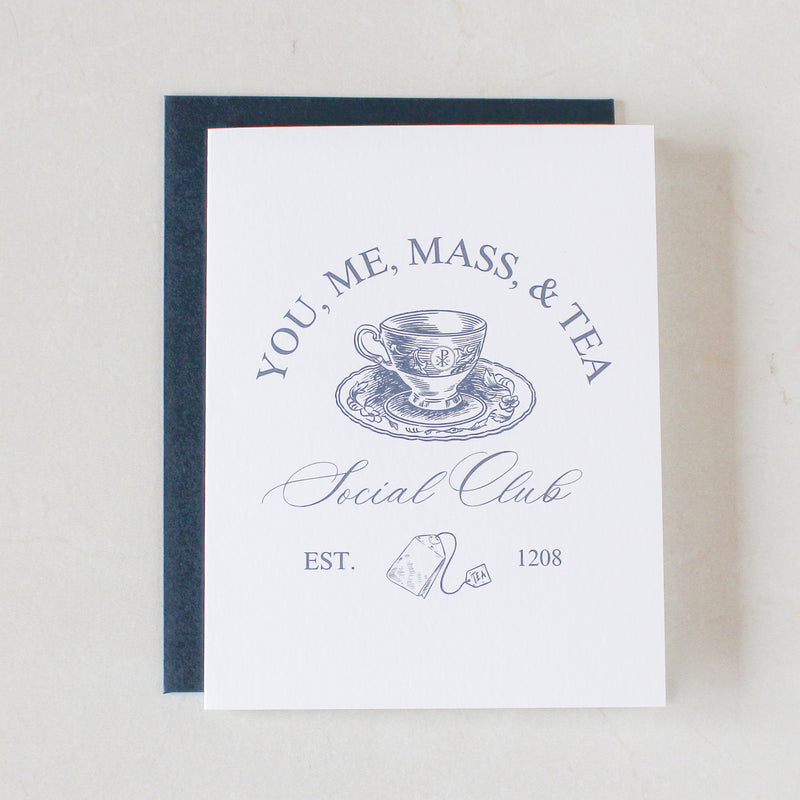 YOU, ME, MASS, & TEA
☧
Social Club
EST. 1208
TEA